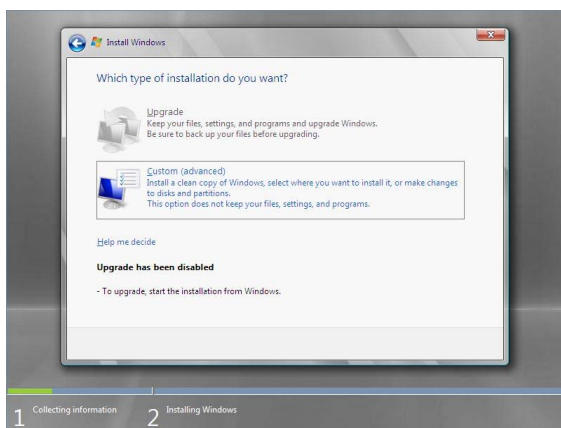 Install Windows
Which type of installation do you want?
Upgrade
Keep your files, settings, and programs and upgrade Windows.
Be sure to back up your files before upgrading.
Custom (advanced)
Install a clean copy of Windows, select where you want to install it, or make changes
to disks and partitions.
This option does not keep your files, settings, and programs.
Help me decide
Upgrade has been disabled
- To upgrade, start the installation from Windows.
1 Collecting information
2 Installing Windows